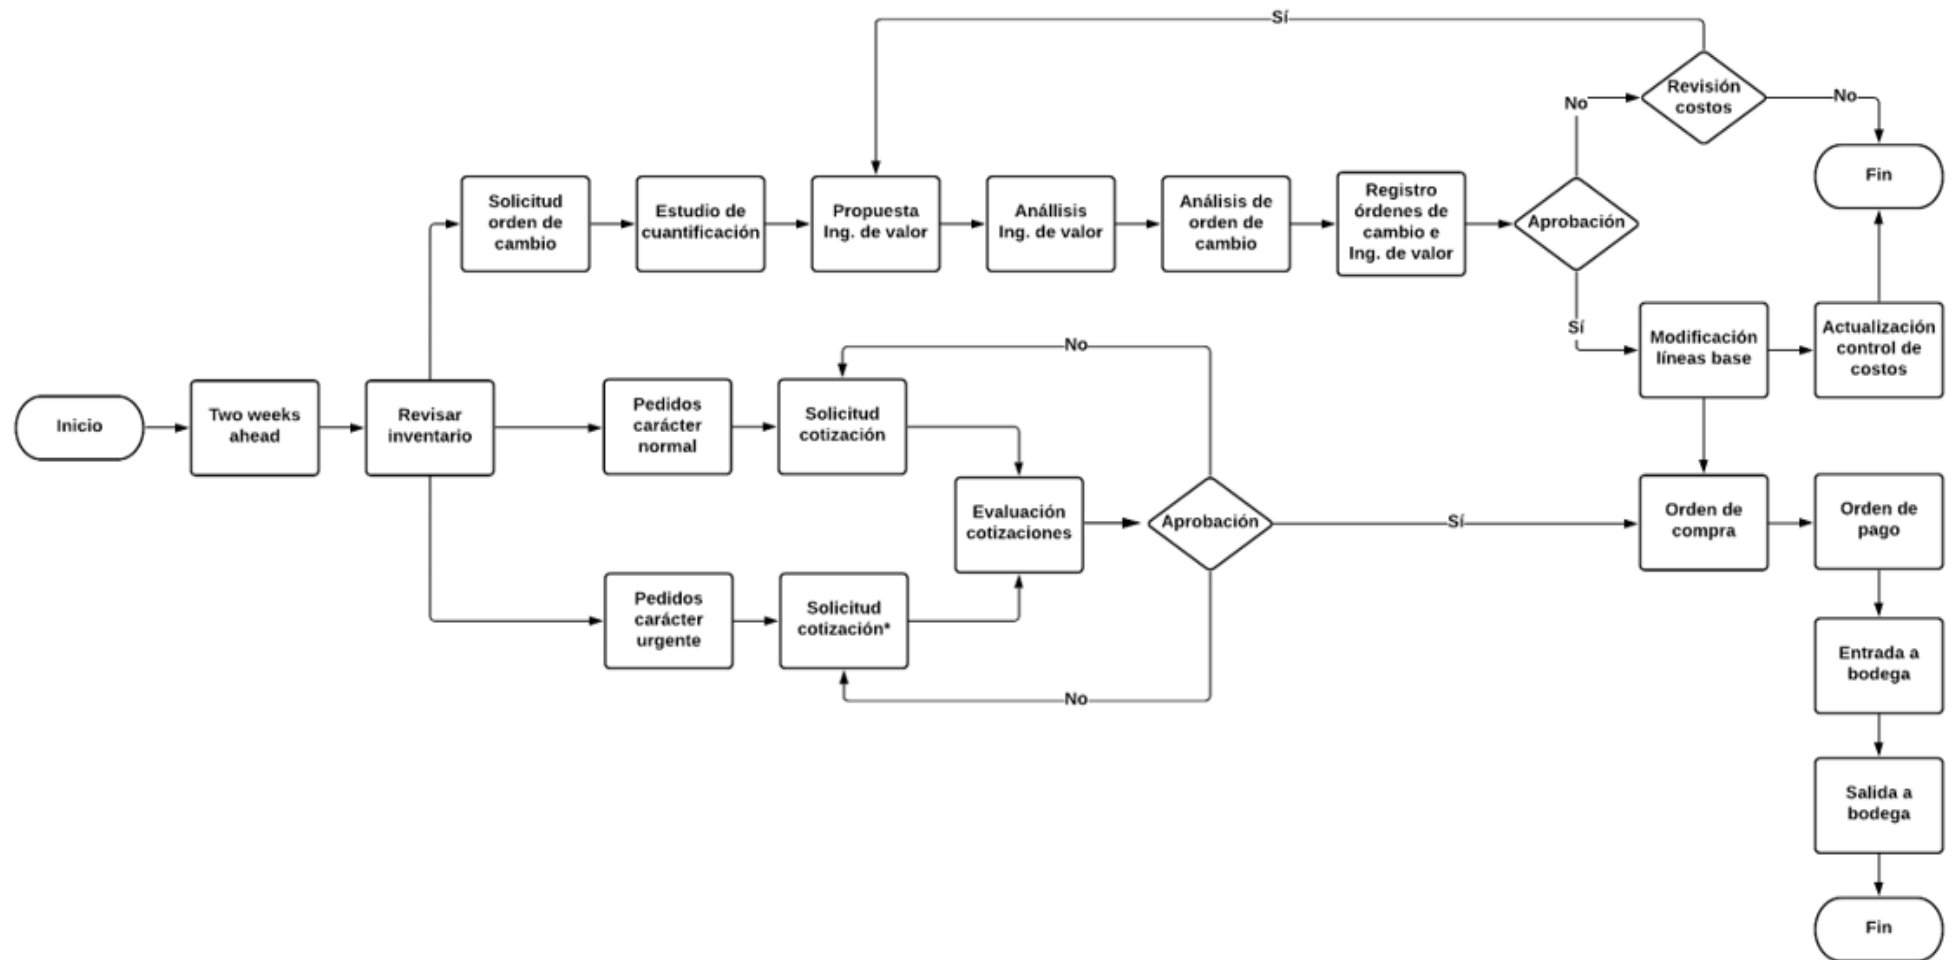 Sí
Revisión
costos
No
No
Fin
Solicitud
orden de
cambio
Estudio de
cuantificación
Propuesta
Ing. de valor
Anállisis
Ing. de valor
Análisis de
orden de
cambio
Registro
órdenes de
cambio e
Ing. de valor
Aprobación
Sí
Modificación
líneas base
Actualización
control de
costos
No
Inicio
Two weeks
ahead
Revisar
inventario
Pedidos
carácter
normal
Solicitud
cotización
Evaluación
cotizaciones
Aprobación
Sí
Orden de
compra
Orden de
pago
Pedidos
carácter
urgente
Solicitud
cotización*
No
Entrada a
bodega
Salida a
bodega
Fin